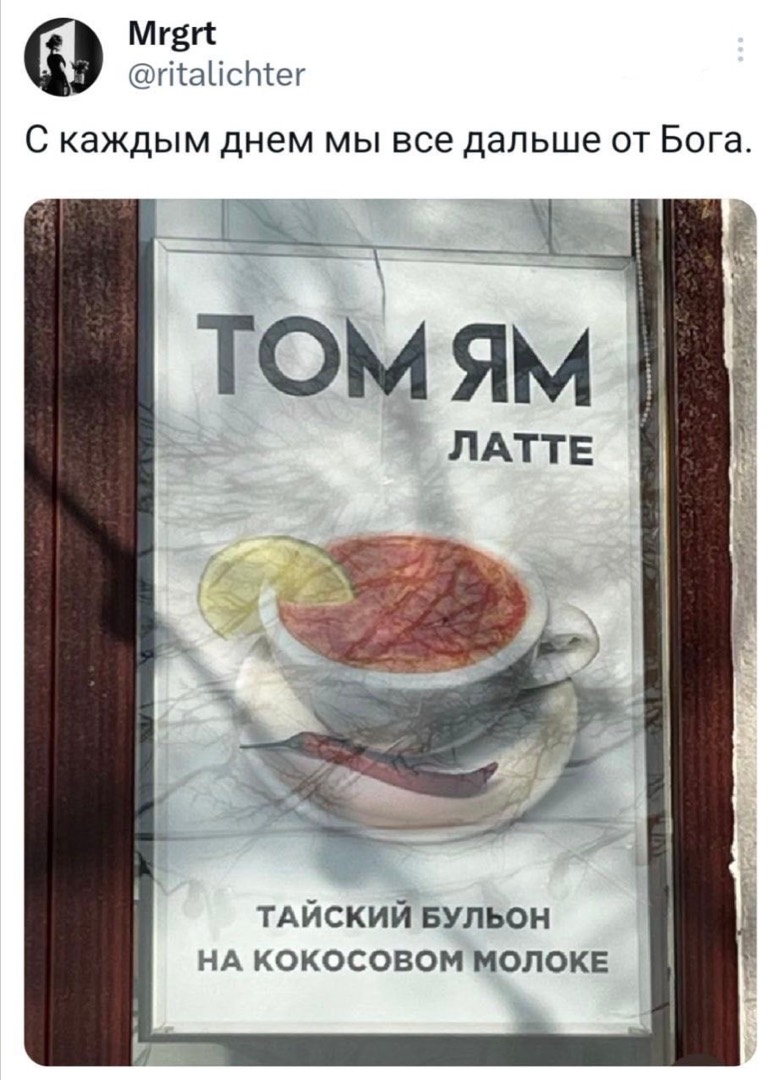 Mrgrt
@ritalichter
С каждым днем мы все дальше от Бога.
ТОМ ЯМ
ЛАТТЕ
ТАЙСКИЙ БУЛЬОН
НА КОКОСОВОМ МОЛОКЕ